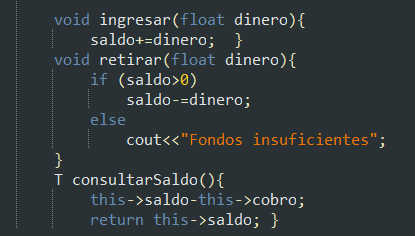 void ingresar(float dinero){
saldo+=dinero;  }
void retirar(float dinero){
if (saldo>0)
saldo-=dinero;
else
cout<<"Fondos insuficientes";
}
T consultarSaldo(){
this->saldo-this->cobro;
return this->saldo; }